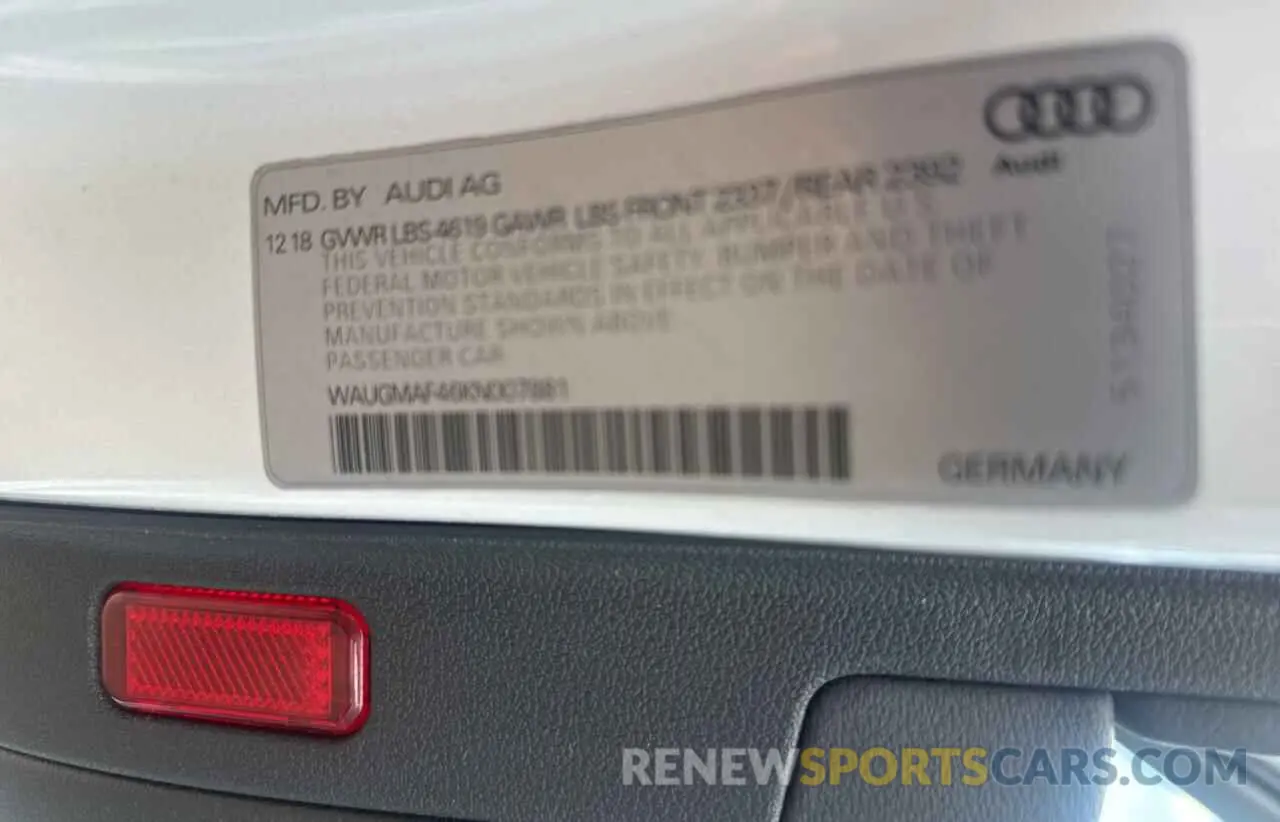 Audi
MFD. BY AUDI AG
12 18 GVWR LBS 4619 GAWR LBS FRONT 2337 / REAR 2392
THIS VEHICLE CONFORMS TO ALL APPLICABLE U.S.
FEDERAL MOTOR VEHICLE SAFETY, BUMPER AND THEFT
PREVENTION STANDARDS IN EFFECT ON THE DATE OF
MANUFACTURE SHOWN ABOVE
PASSENGER CAR
GERMANY
RENEWSPORTSCARS.COM